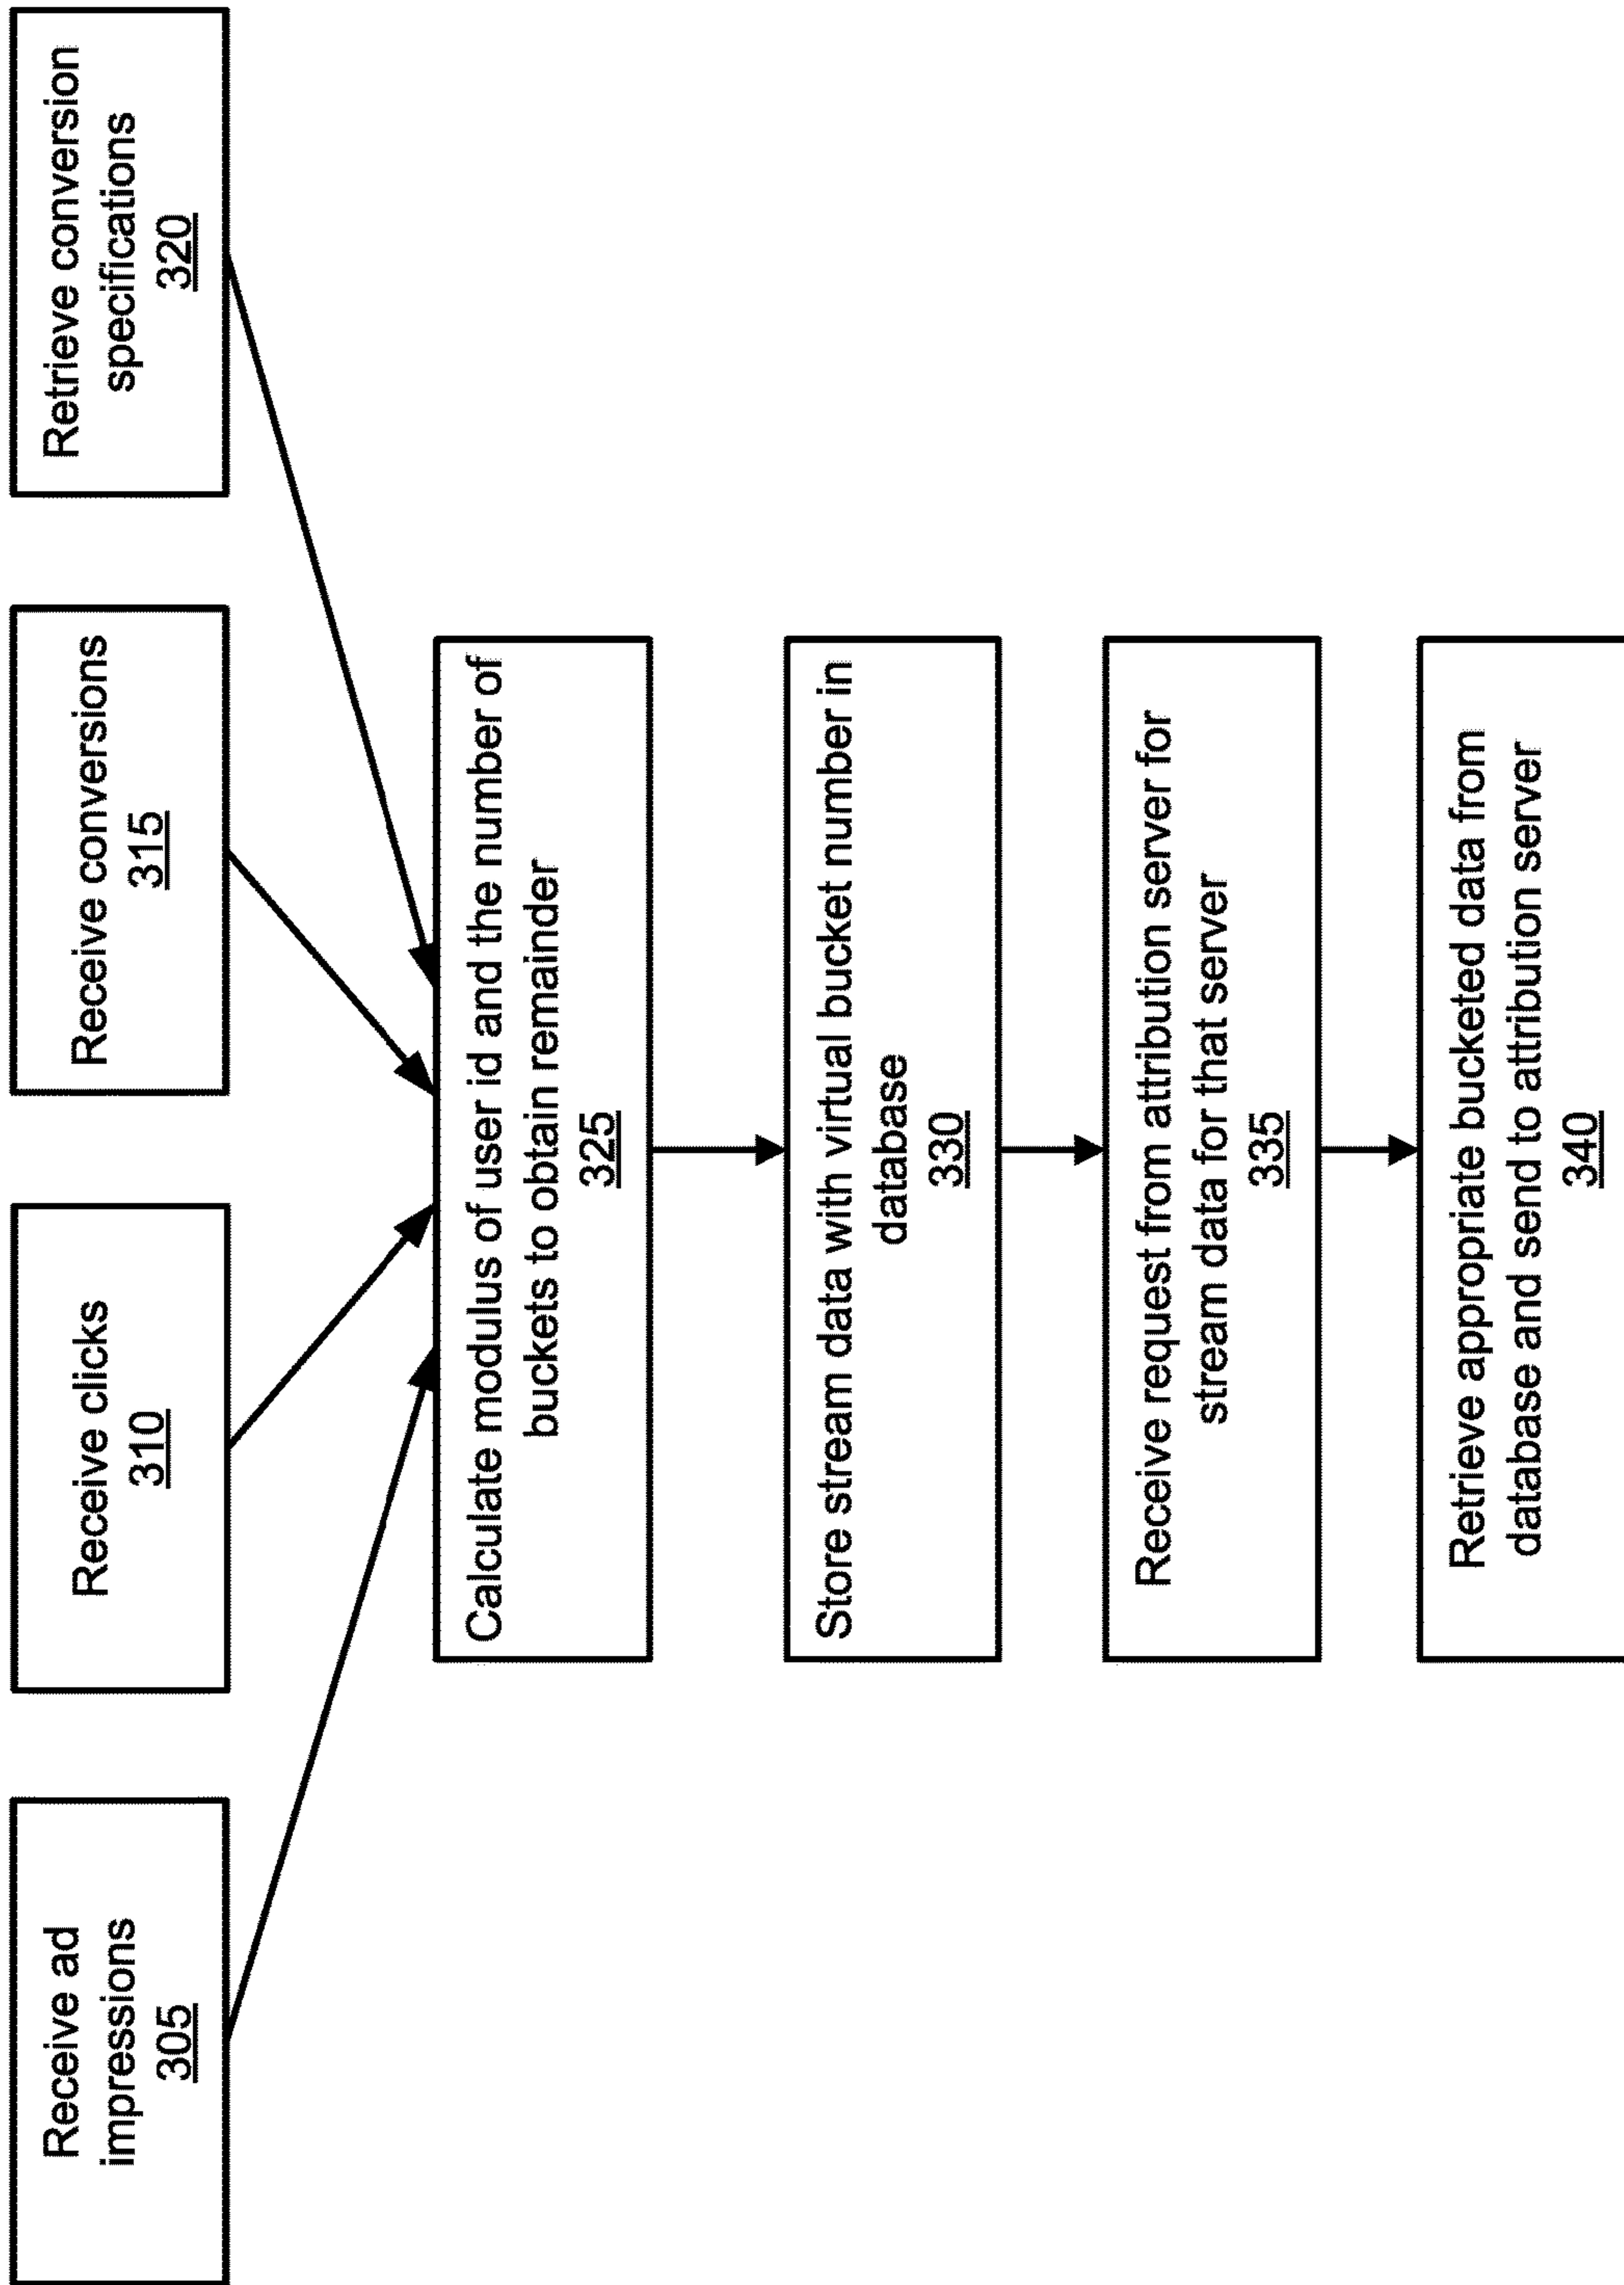 Receive ad
impressions
305
Receive clicks
310
Receive conversions
315
Retrieve conversion
specifications
320
Calculate modulus of user id and the number of
buckets to obtain remainder
325
Store stream data with virtual bucket number in
database
330
Receive request from attribution server for
stream data for that server
335
Retrieve appropriate bucketed data from
database and send to attribution server
340